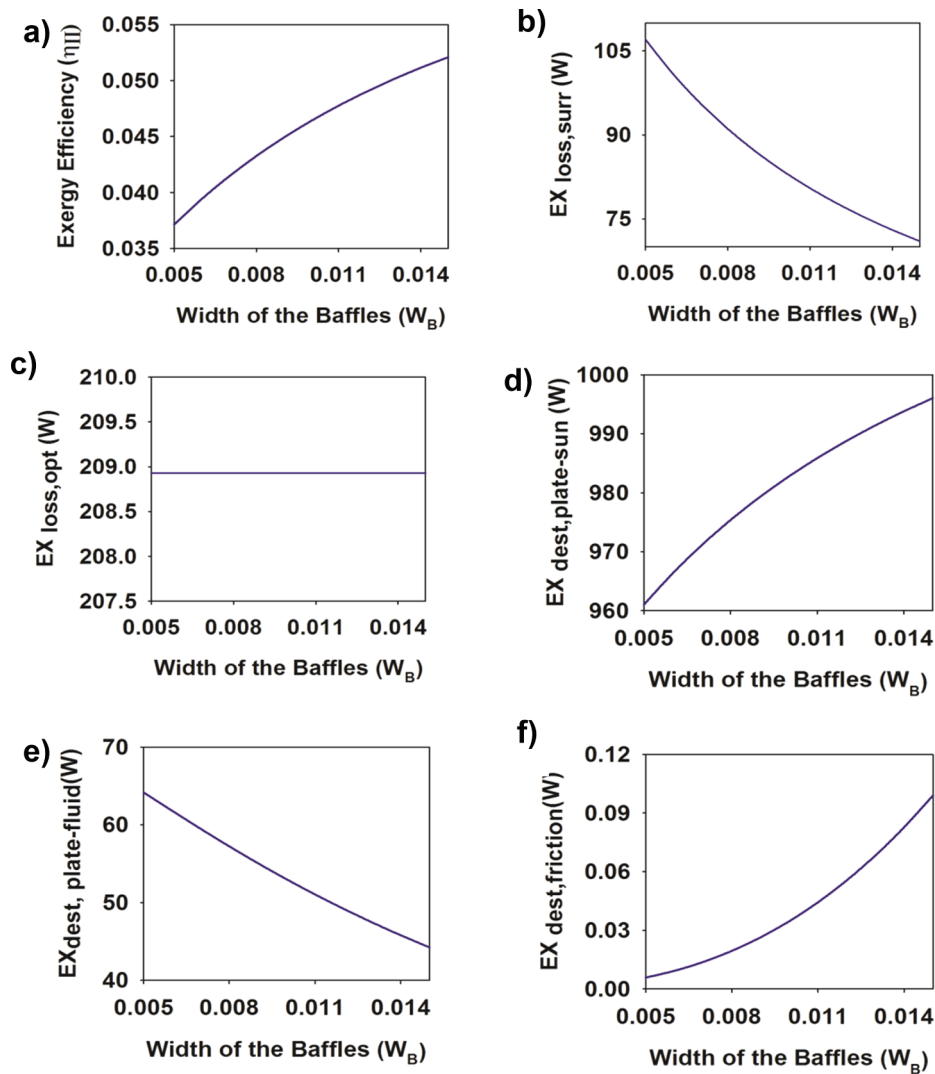 a)
Exergy Efficiency (ηII)
0.055
0.050
0.045
0.040
0.035
0.005 0.008 0.011 0.014
Width of the Baffles (W_B)
b)
EX loss,surr (W)
105
90
75
0.005 0.008 0.011 0.014
Width of the Baffles (W_B)
c)
EX loss,opt (W)
210.0
209.5
209.0
208.5
208.0
207.5
0.005 0.008 0.011 0.014
Width of the Baffles (W_B)
d)
EX dest,plate-sun (W)
1000
990
980
970
960
0.005 0.008 0.011 0.014
Width of the Baffles (W_B)
e)
EXdest, plate-fluid(W)
70
60
50
40
0.005 0.008 0.011 0.014
Width of the Baffles (W_B)
f)
EX dest,friction(W)
0.12
0.09
0.06
0.03
0.00
0.005 0.008 0.011 0.014
Width of the Baffles (W_B)